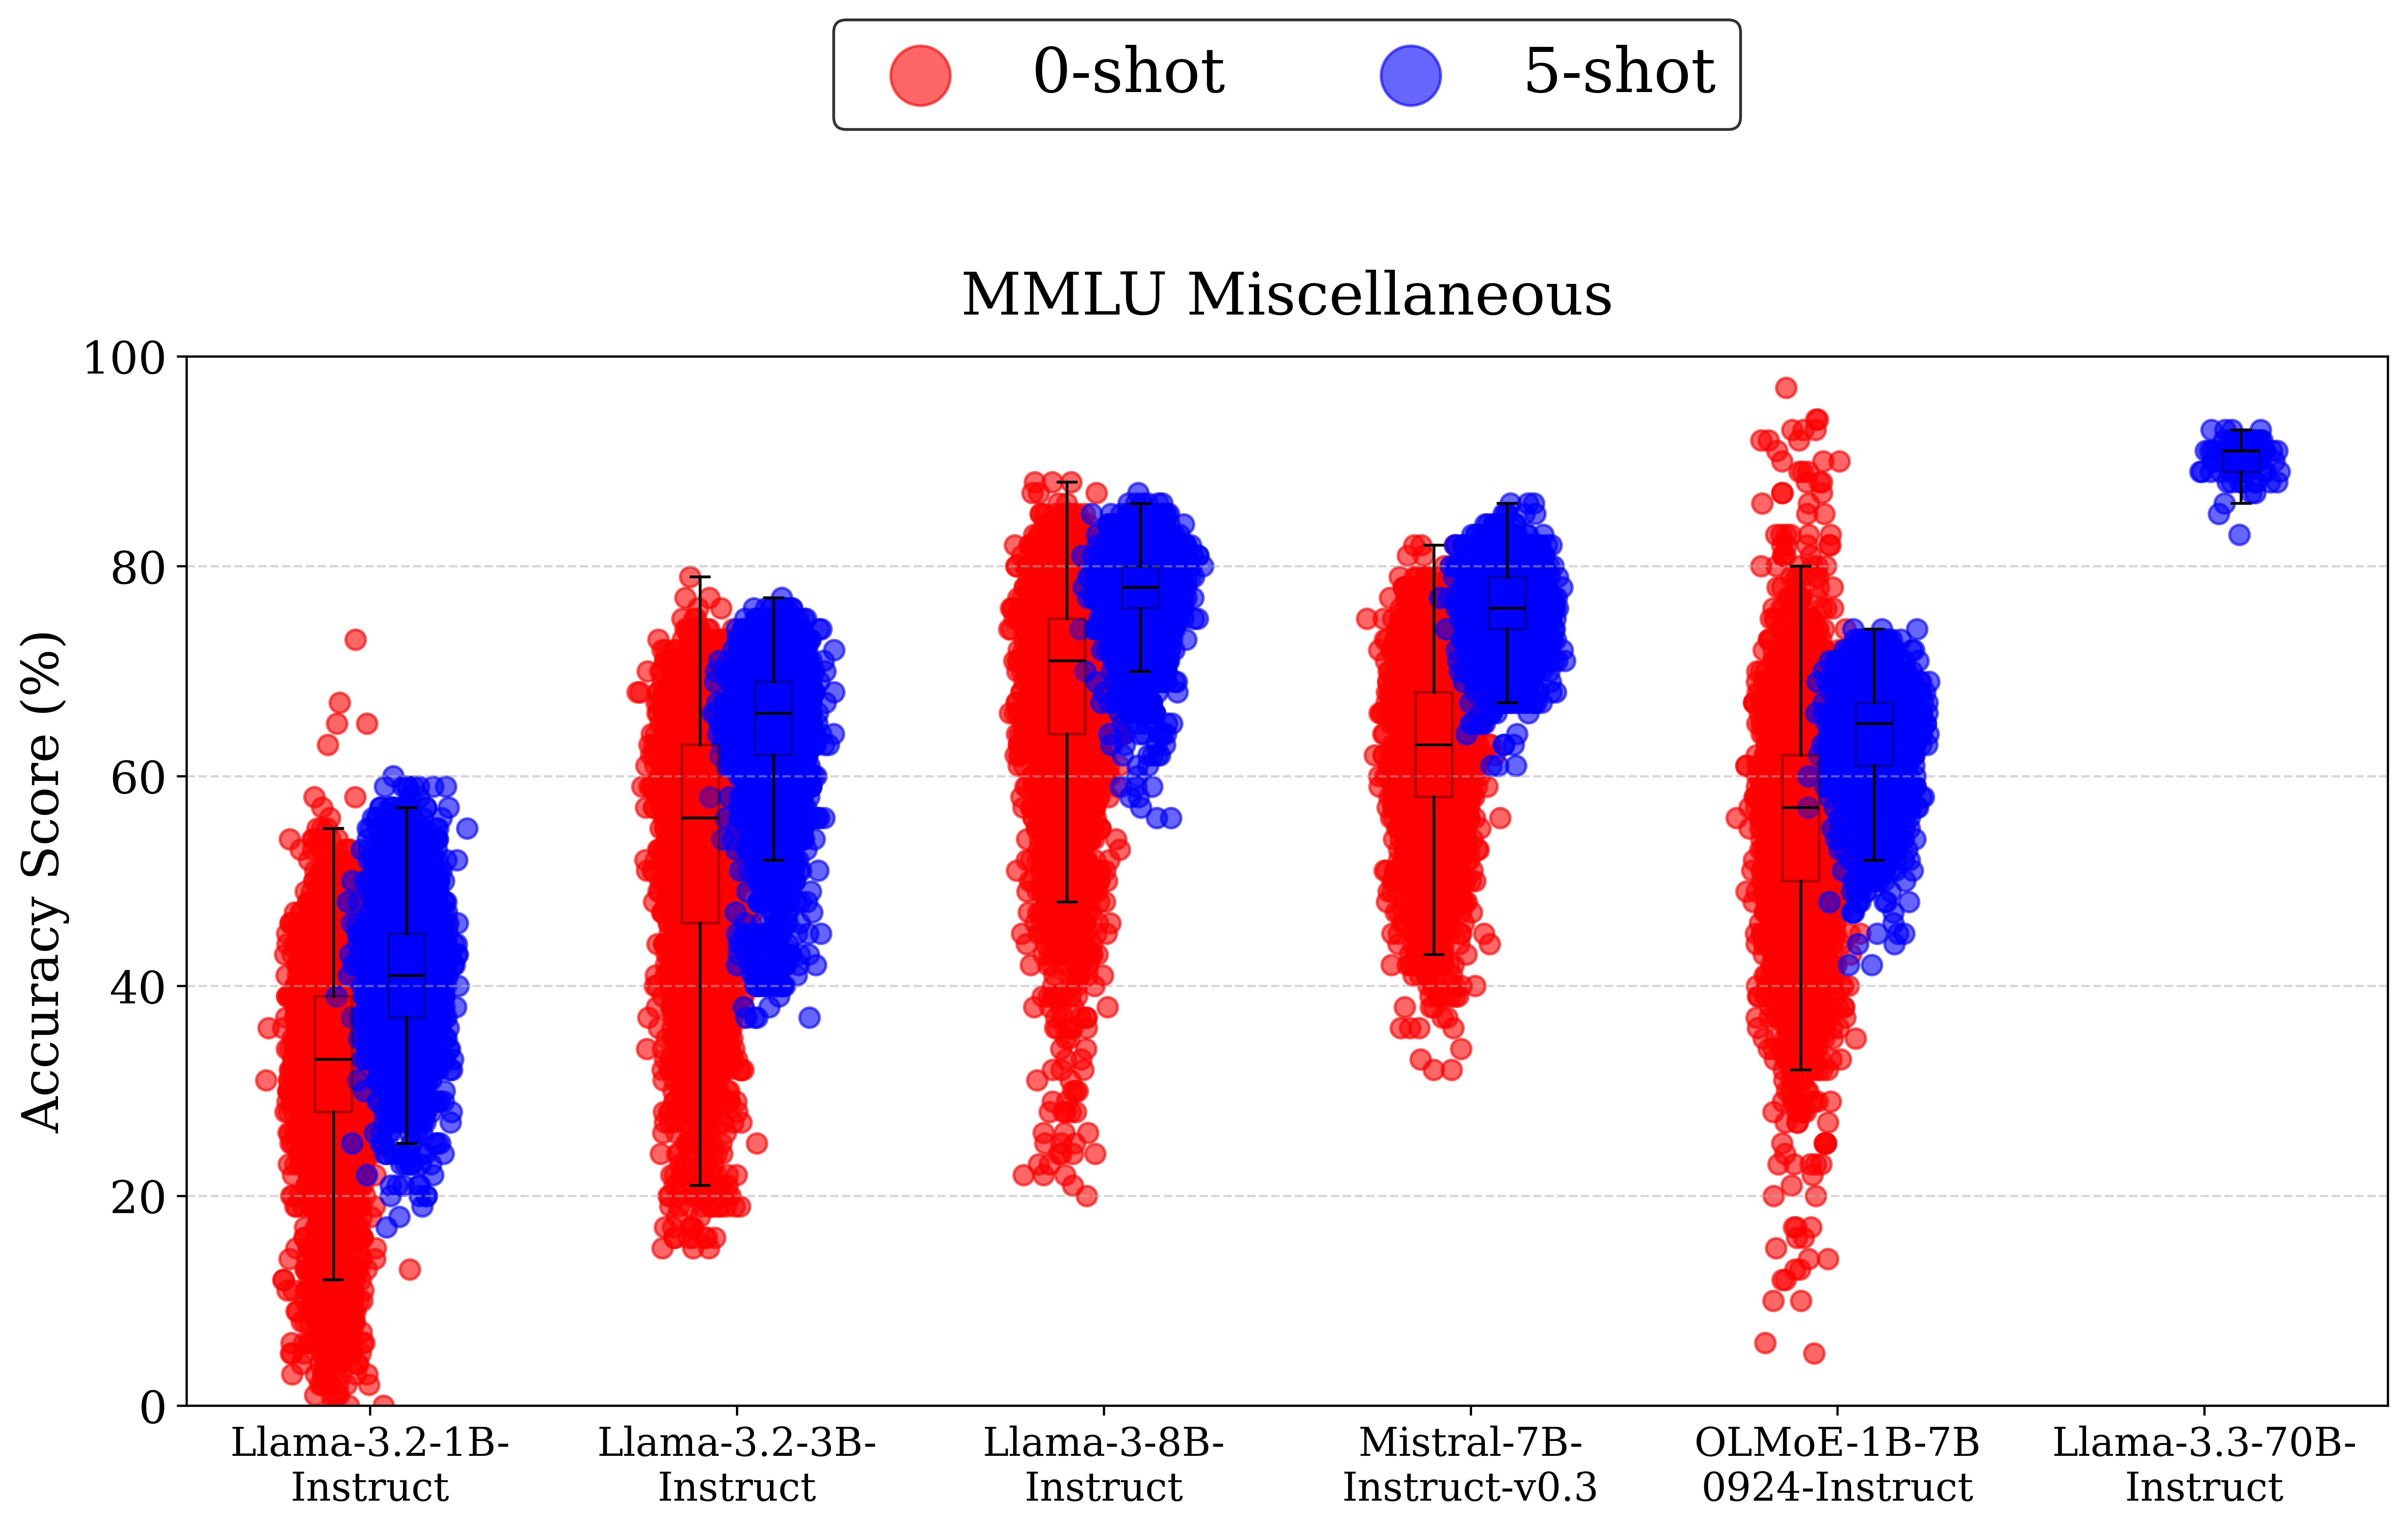 0-shot 5-shot
MMLU Miscellaneous
Accuracy Score (%)
100
80
60
40
20
0
Llama-3.2-1B-
Instruct
Llama-3.2-3B-
Instruct
Llama-3-8B-
Instruct
Mistral-7B-
Instruct-v0.3
OLMoE-1B-7B
0924-Instruct
Llama-3.3-70B-
Instruct